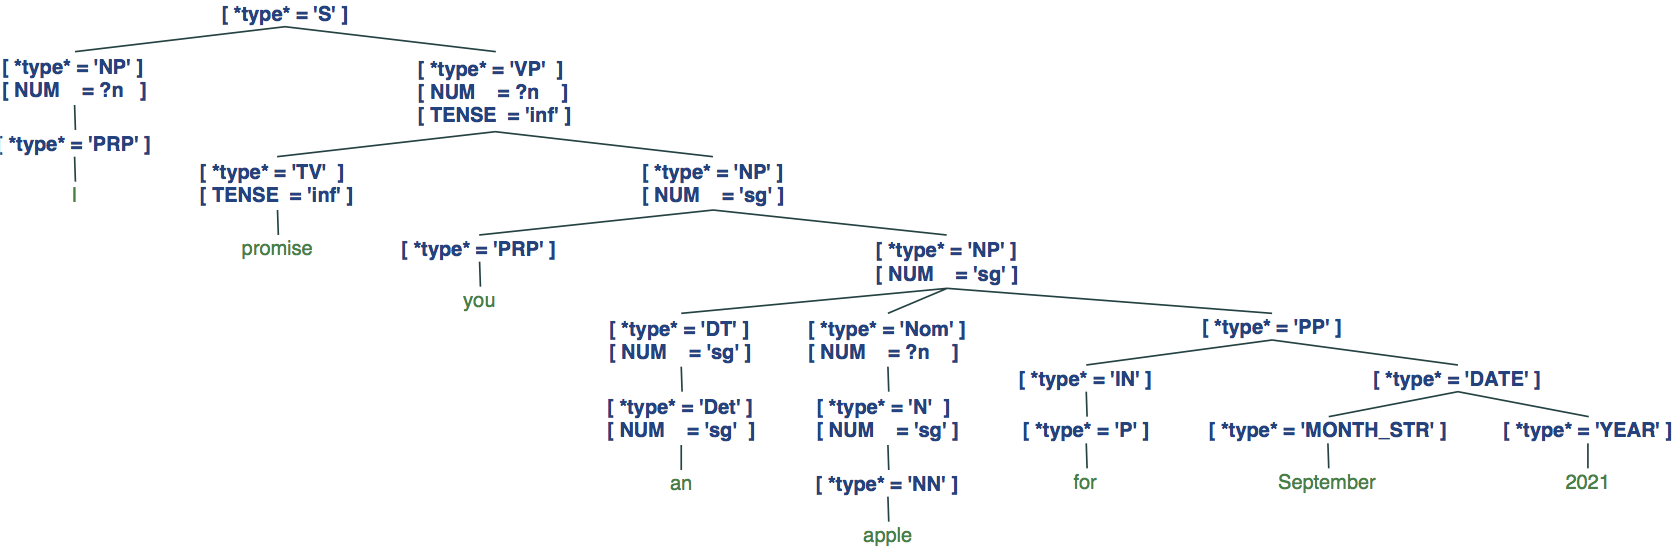 [ *type* = 'S' ]
[ *type* = 'NP' ] [ *type* = 'VP' ]
[ NUM = ?n ] [ NUM = ?n ]
[ TENSE = 'inf' ]
[ *type* = 'PRP' ]
[ *type* = 'TV' ] [ *type* = 'NP' ]
I [ TENSE = 'inf' ] [ NUM = 'sg' ]
promise [ *type* = 'PRP' ] [ *type* = 'NP' ]
[ NUM = 'sg' ]
you
[ *type* = 'DT' ] [ *type* = 'Nom' ] [ *type* = 'PP' ]
[ NUM = 'sg' ] [ NUM = ?n ]
[ *type* = 'IN' ] [ *type* = 'DATE' ]
[ *type* = 'Det' ] [ *type* = 'N' ]
[ NUM = 'sg' ] [ NUM = 'sg' ] [ *type* = 'P' ] [ *type* = 'MONTH_STR' ] [ *type* = 'YEAR' ]
an [ *type* = 'NN' ] for September 2021
apple